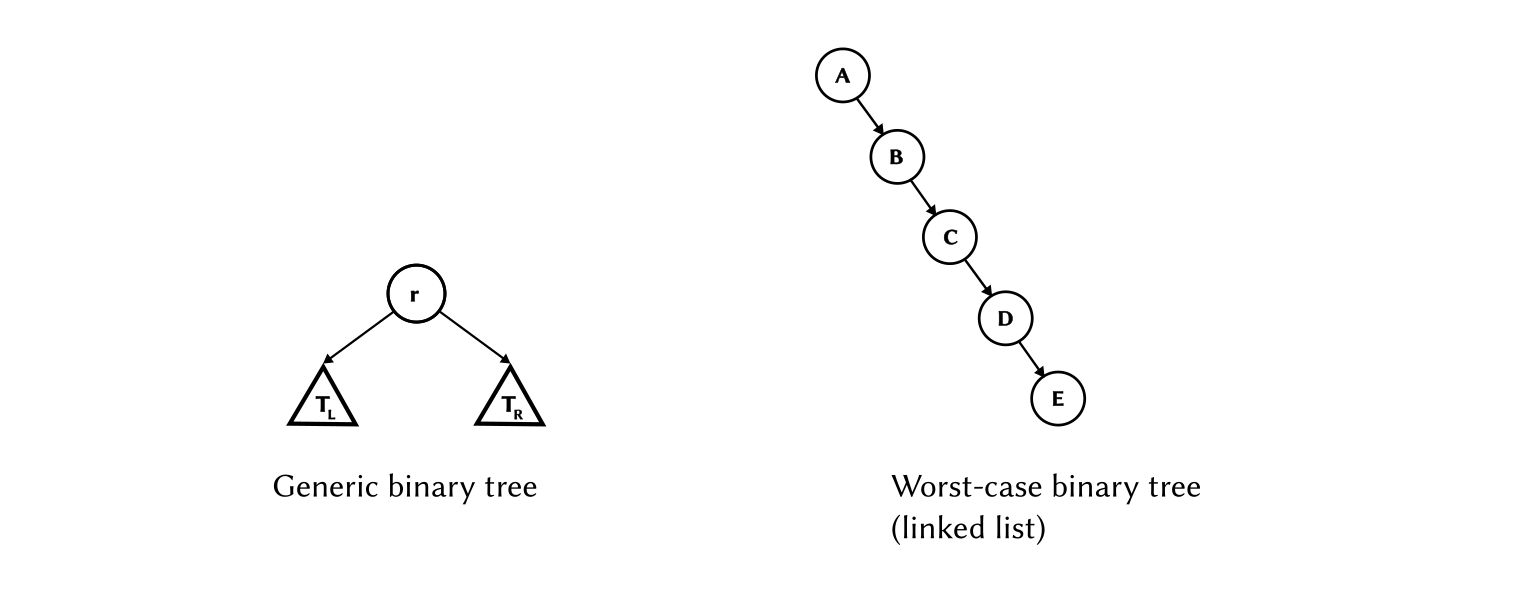 A
B
C
D
E
r
T_L
T_R
Generic binary tree
Worst-case binary tree
(linked list)